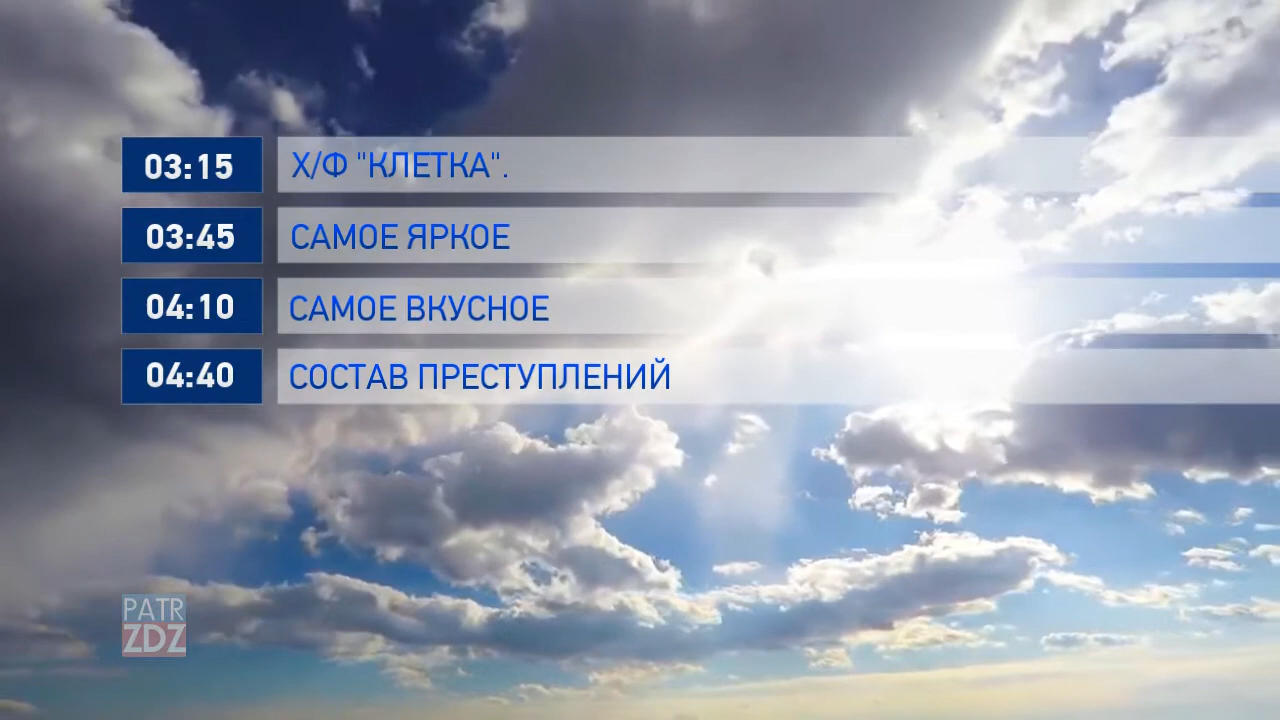 03:15 Х/Ф "КЛЕТКА".
03:45 САМОЕ ЯРКОЕ
04:10 САМОЕ ВКУСНОЕ
04:40 СОСТАВ ПРЕСТУПЛЕНИЙ
PATR
ZDZ